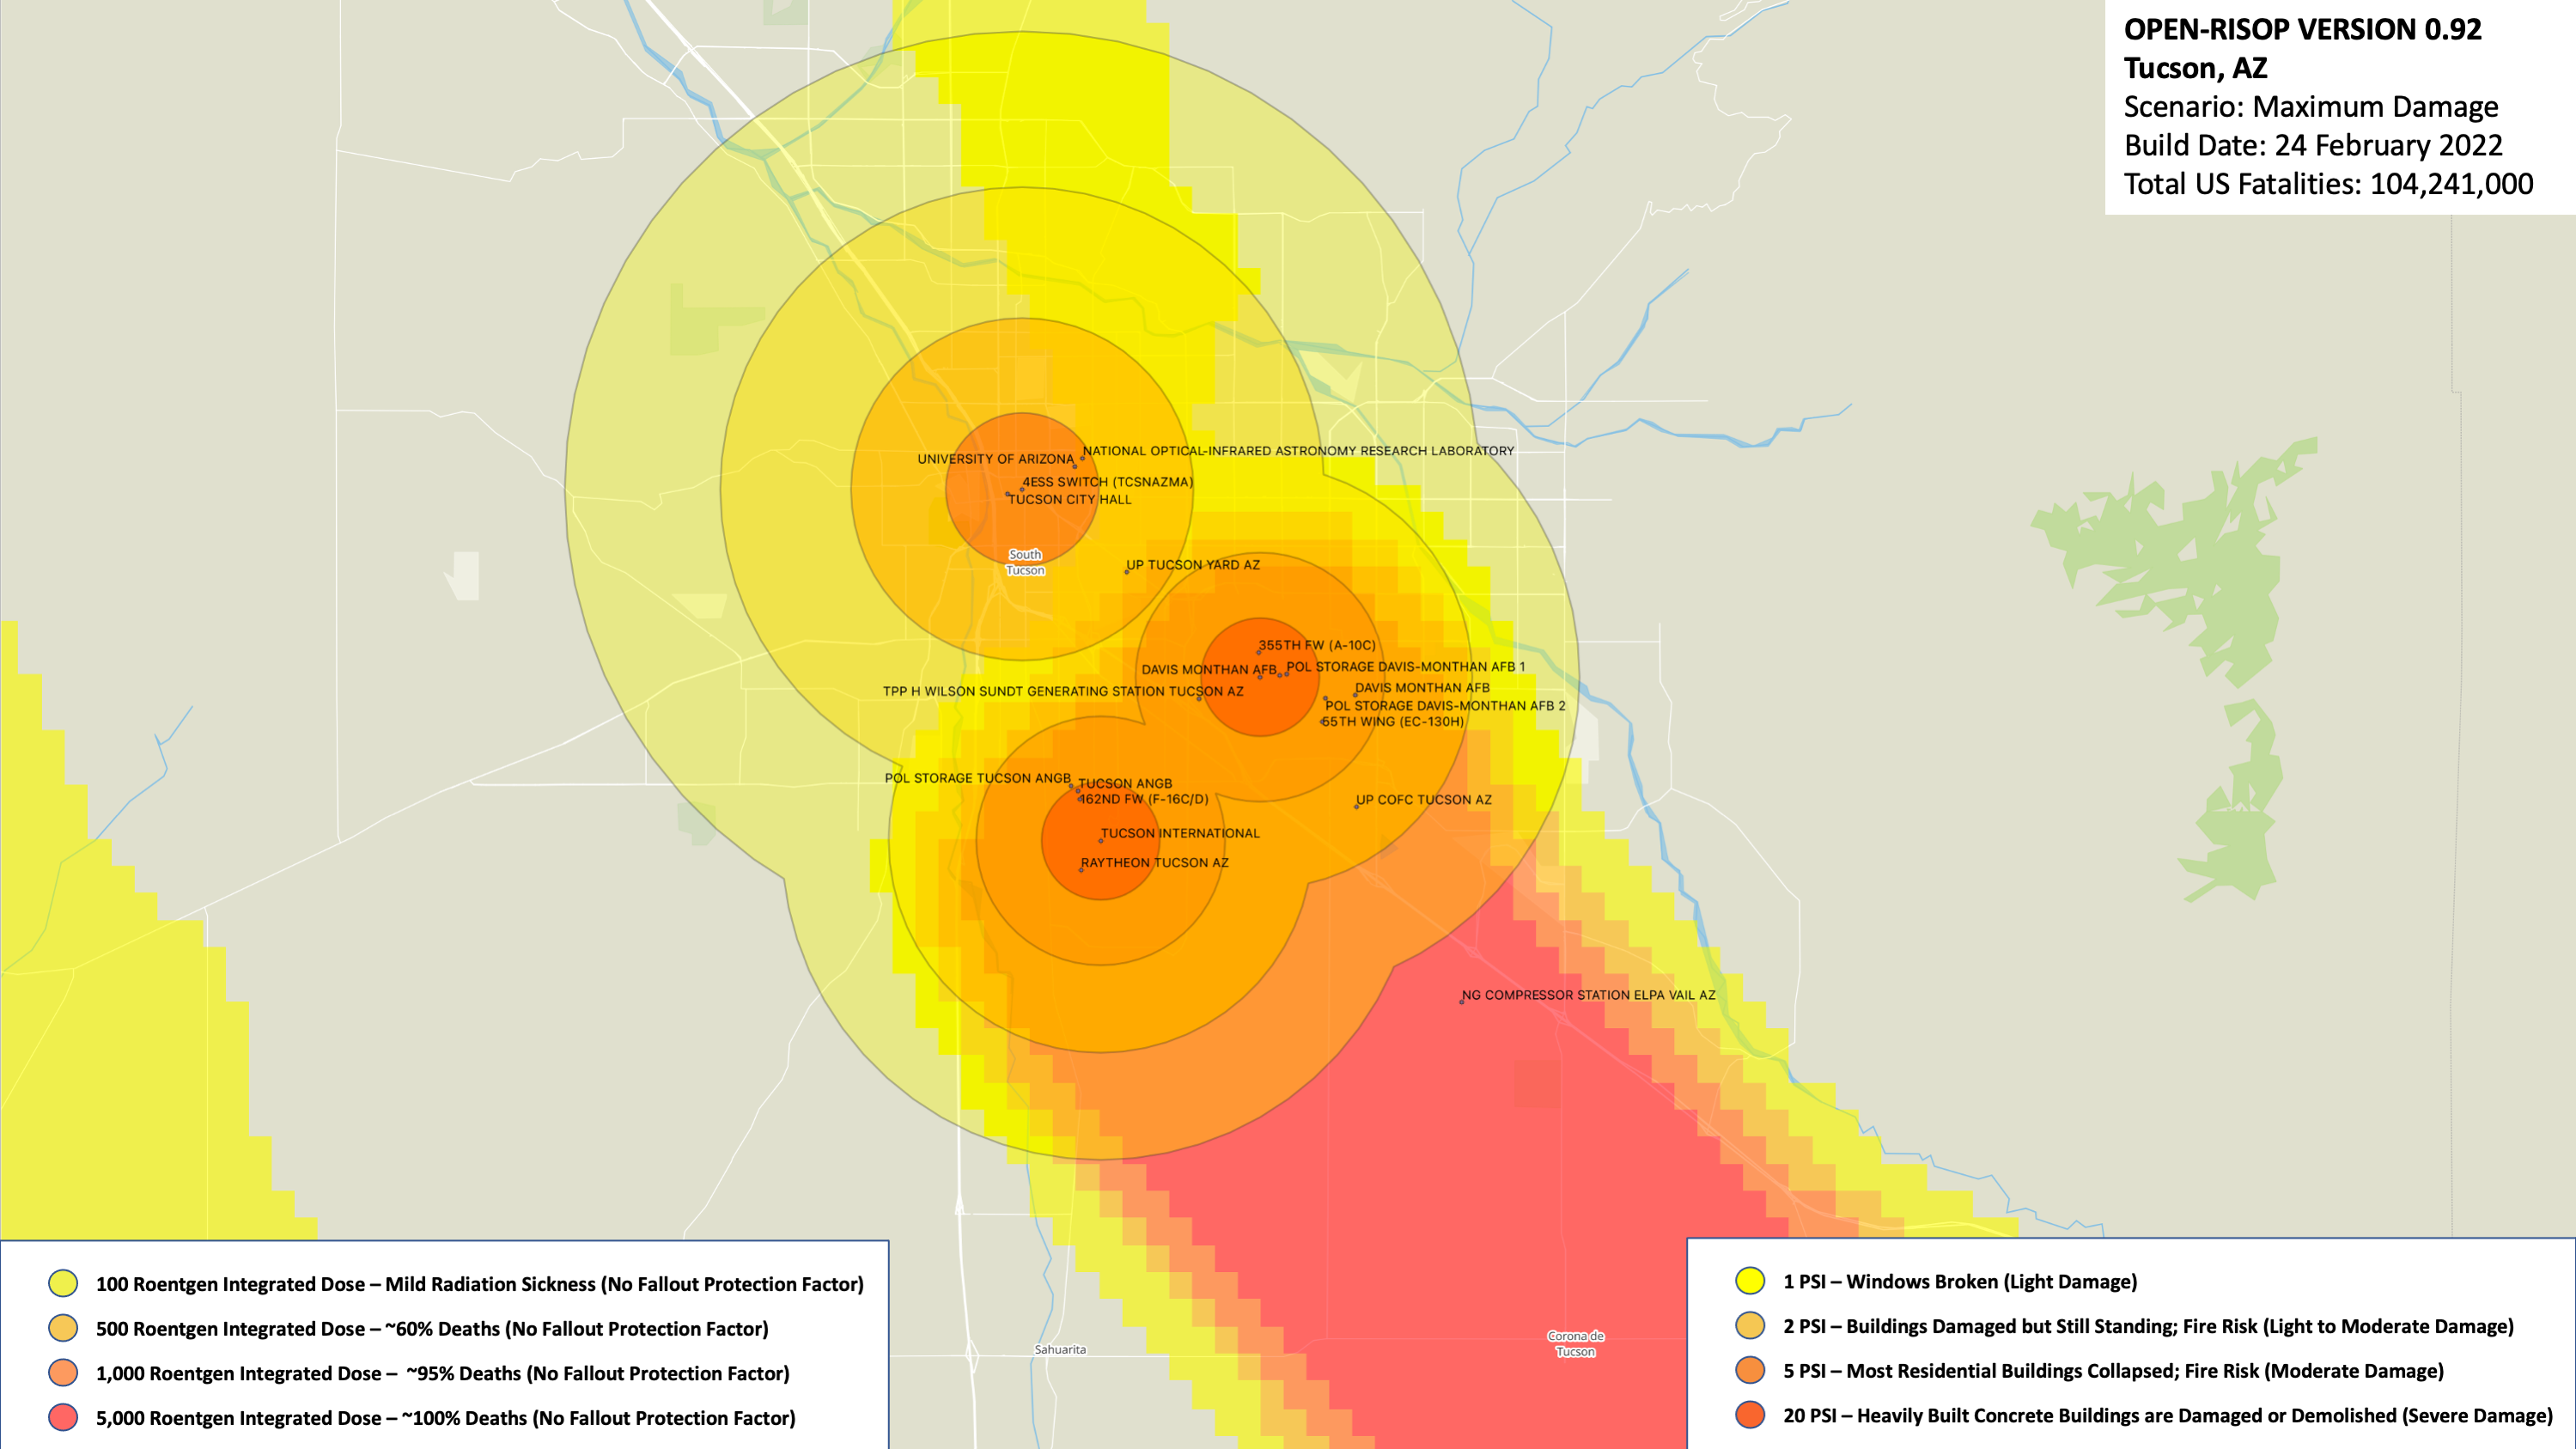 OPEN-RISOP VERSION 0.92
Tucson, AZ
Scenario: Maximum Damage
Build Date: 24 February 2022
Total US Fatalities: 104,241,000
NATIONAL OPTICAL-INFRARED ASTRONOMY RESEARCH LABORATORY
UNIVERSITY OF ARIZONA
4ESS SWITCH (TCSNAZMA)
TUCSON CITY HALL
South
Tucson
UP TUCSON YARD AZ
355TH FW (A-10C)
DAVIS MONTHAN AFB
POL STORAGE DAVIS-MONTHAN AFB 1
TPP H WILSON SUNDT GENERATING STATION TUCSON AZ
DAVIS MONTHAN AFB
POL STORAGE DAVIS-MONTHAN AFB 2
55TH WING (EC-130H)
POL STORAGE TUCSON ANGB
TUCSON ANGB
162ND FW (F-16C/D)
UP COFC TUCSON AZ
TUCSON INTERNATIONAL
RAYTHEON TUCSON AZ
NG COMPRESSOR STATION ELPA VAIL AZ
Sahuarita
Corona de
Tucson
100 Roentgen Integrated Dose – Mild Radiation Sickness (No Fallout Protection Factor)
500 Roentgen Integrated Dose – ~60% Deaths (No Fallout Protection Factor)
1,000 Roentgen Integrated Dose – ~95% Deaths (No Fallout Protection Factor)
5,000 Roentgen Integrated Dose – ~100% Deaths (No Fallout Protection Factor)
1 PSI – Windows Broken (Light Damage)
2 PSI – Buildings Damaged but Still Standing; Fire Risk (Light to Moderate Damage)
5 PSI – Most Residential Buildings Collapsed; Fire Risk (Moderate Damage)
20 PSI – Heavily Built Concrete Buildings are Damaged or Demolished (Severe Damage)